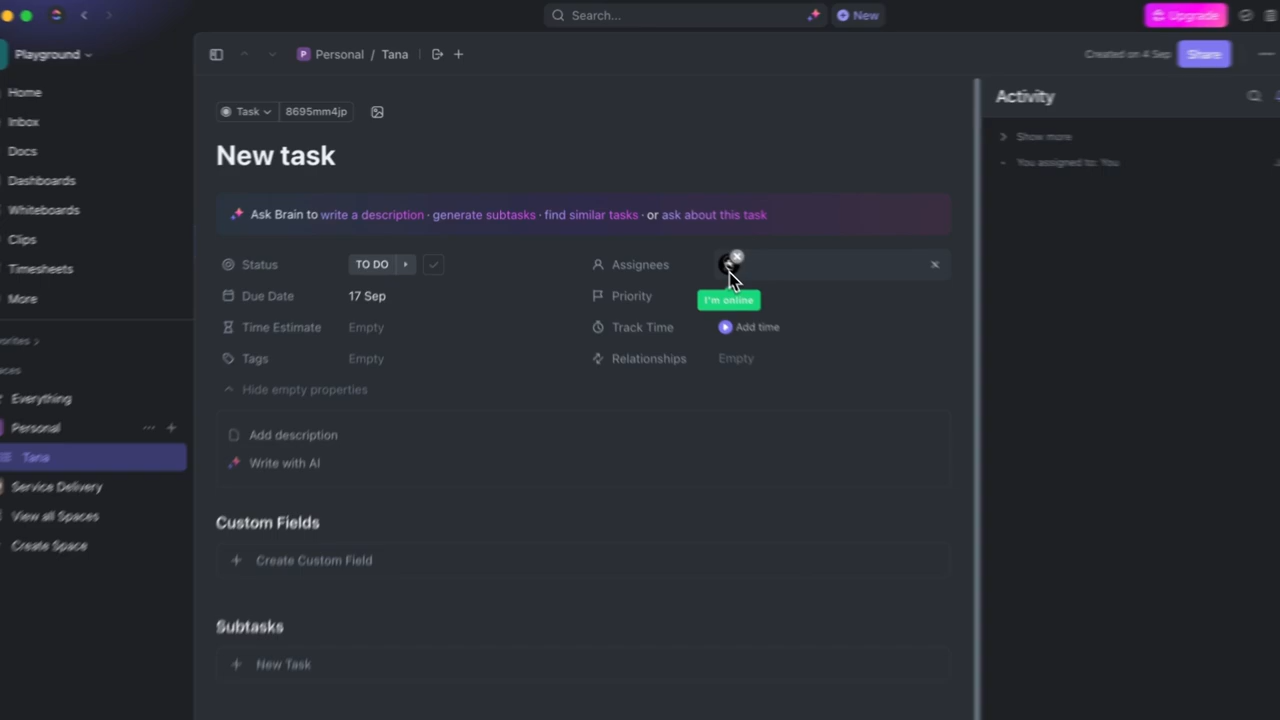 Search...
New
Upgrade
Playground
P Personal / Tana
Created on 4 Sep
Share
Home
Inbox
Docs
Dashboards
Whiteboards
Clips
Timesheets
More
Everything
Personal
Tana
Service Delivery
View all Spaces
Create Space
Task
8695mm4jp
New task
Ask Brain to write a description · generate subtasks · find similar tasks · or ask about this task
Status
TO DO
Assignees
Due Date
17 Sep
Priority
I'm online
Time Estimate
Empty
Track Time
Add time
Tags
Empty
Relationships
Empty
Hide empty properties
Add description
Write with AI
Custom Fields
Create Custom Field
Subtasks
New Task
Activity
Show more
You assigned to: You